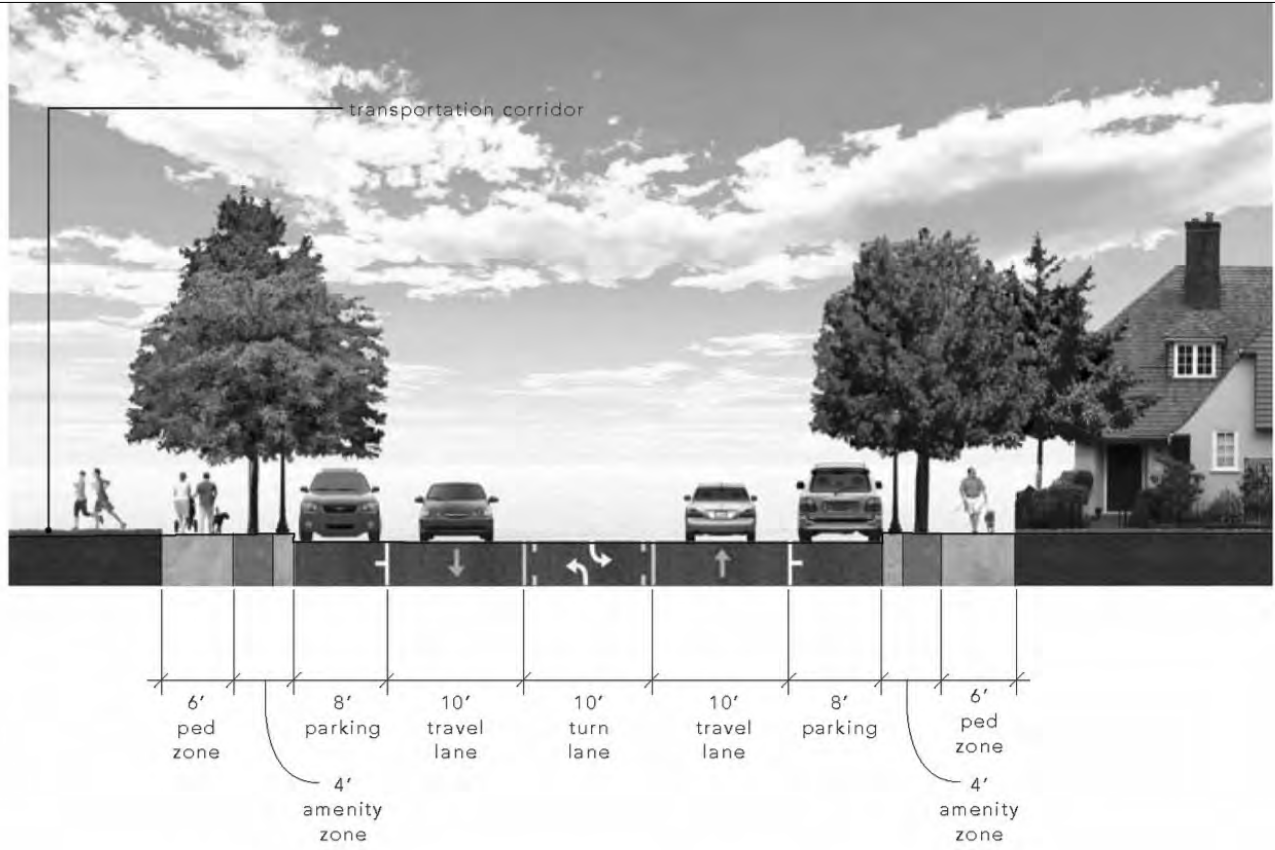 transportation corridor
6'
ped
zone
4'
amenity
zone
8'
parking
10'
travel
lane
10'
turn
lane
10'
travel
lane
8'
parking
4'
amenity
zone
6'
ped
zone